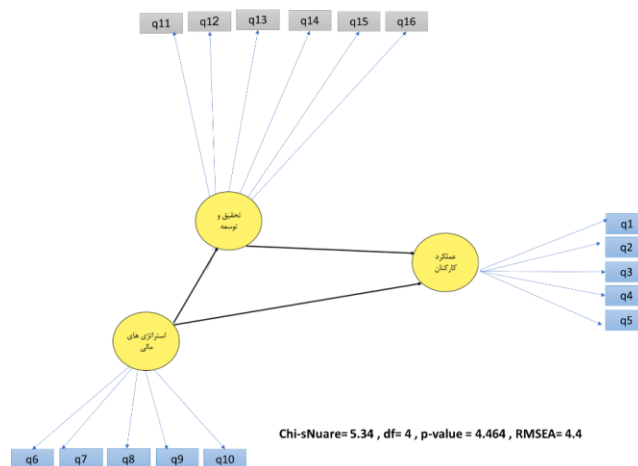 q11 q12 q13 q14 q15 q16
تحقیق و
توسعه
عملکرد
کارکنان
q1
q2
q3
q4
q5
استراتژی های
مالی
q6 q7 q8 q9 q10
Chi-sNuare= 5.34 , df= 4 , p-value = 4.464 , RMSEA= 4.4